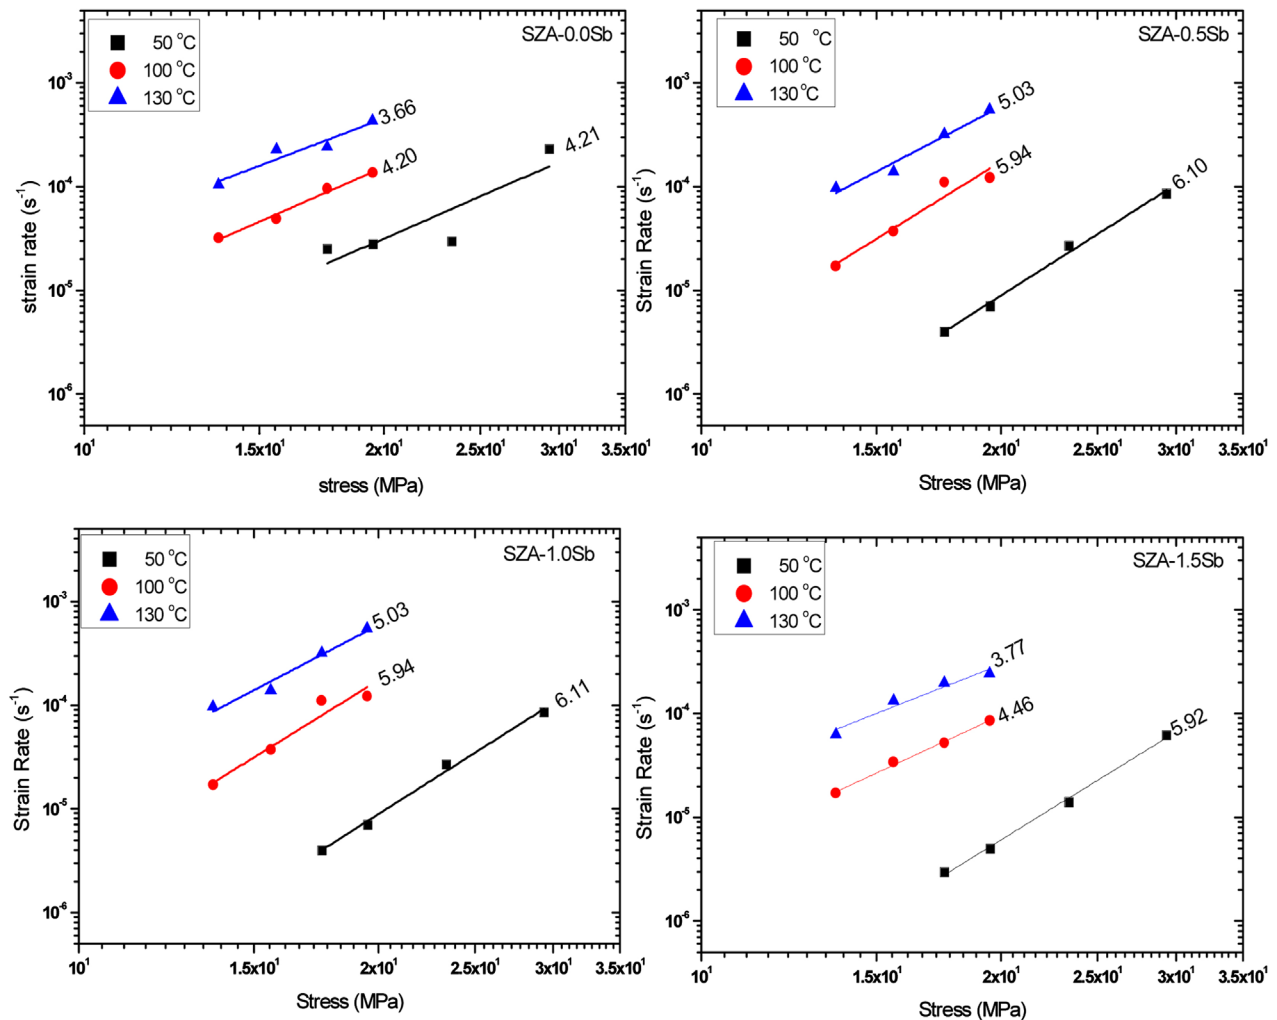 SZA-0.0Sb
50 °C
100 °C
130 °C
3.66
4.20
4.21
10⁻³
10⁻⁴
10⁻⁵
10⁻⁶
strain rate (s⁻¹)
10¹ 1.5x10¹ 2x10¹ 2.5x10¹ 3x10¹ 3.5x10¹
stress (MPa)
SZA-0.5Sb
50 °C
100 °C
130 °C
5.03
5.94
6.10
10⁻³
10⁻⁴
10⁻⁵
10⁻⁶
Strain Rate (s⁻¹)
10¹ 1.5x10¹ 2x10¹ 2.5x10¹ 3x10¹ 3.5x10¹
Stress (MPa)
SZA-1.0Sb
50 °C
100 °C
130 °C
5.03
5.94
6.11
10⁻³
10⁻⁴
10⁻⁵
10⁻⁶
Strain Rate (s⁻¹)
10¹ 1.5x10¹ 2x10¹ 2.5x10¹ 3x10¹ 3.5x10¹
Stress (MPa)
SZA-1.5Sb
50 °C
100 °C
130 °C
3.77
4.46
5.92
10⁻³
10⁻⁴
10⁻⁵
10⁻⁶
Strain Rate (s⁻¹)
10¹ 1.5x10¹ 2x10¹ 2.5x10¹ 3x10¹ 3.5x10¹
Stress (MPa)